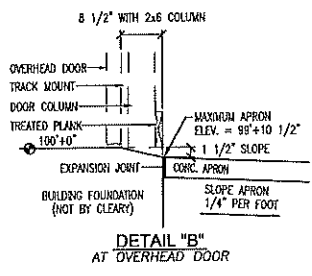 8 1/2" WITH 2x6 COLUMN
OVERHEAD DOOR
TRACK MOUNT
DOOR COLUMN
TREATED PLANK
100'+0"
MAXIMUM APRON
ELEV. = 99'+10 1/2"
1 1/2" SLOPE
EXPANSION JOINT
CONC. APRON
BUILDING FOUNDATION
(NOT BY CLEARY)
SLOPE APRON
1/4" PER FOOT
DETAIL "B"
AT OVERHEAD DOOR